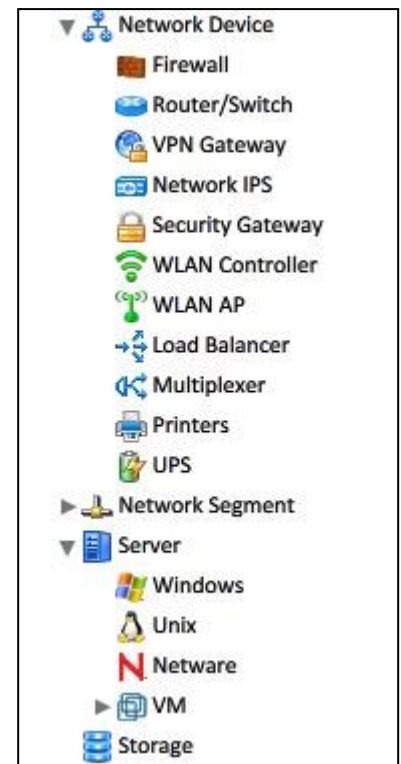 Network Device
Firewall
Router/Switch
VPN Gateway
Network IPS
Security Gateway
WLAN Controller
WLAN AP
Load Balancer
Multiplexer
Printers
UPS
Network Segment
Server
Windows
Unix
Netware
VM
Storage